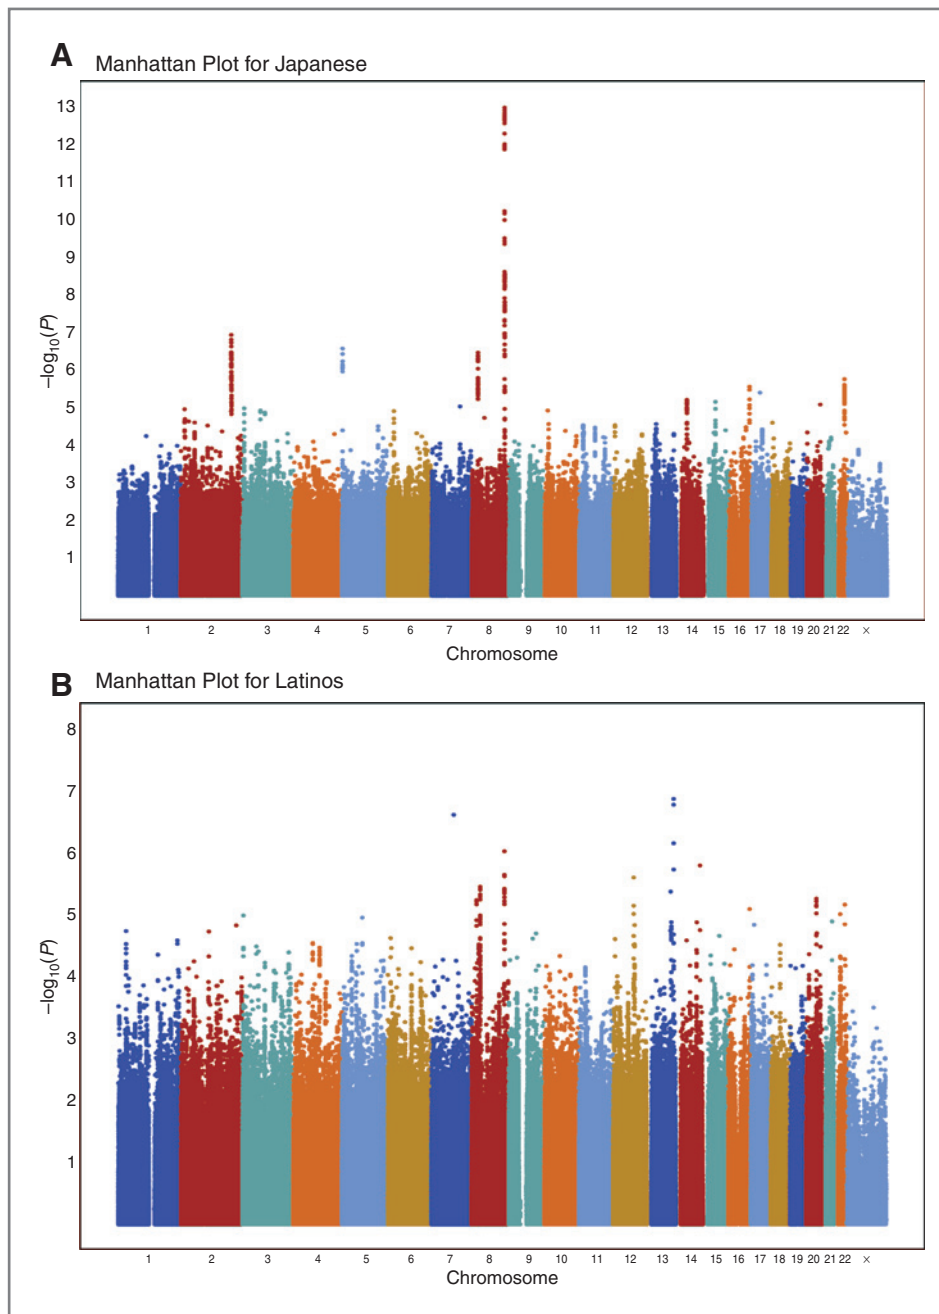 A Manhattan Plot for Japanese
13
12
11
10
9
8
7
6
5
4
3
2
1
–log10(P)
1 2 3 4 5 6 7 8 9 10 11 12 13 14 15 16 17 18 19 20 21 22 ×
Chromosome
B Manhattan Plot for Latinos
8
7
6
5
4
3
2
1
–log10(P)
1 2 3 4 5 6 7 8 9 10 11 12 13 14 15 16 17 18 19 20 21 22 ×
Chromosome